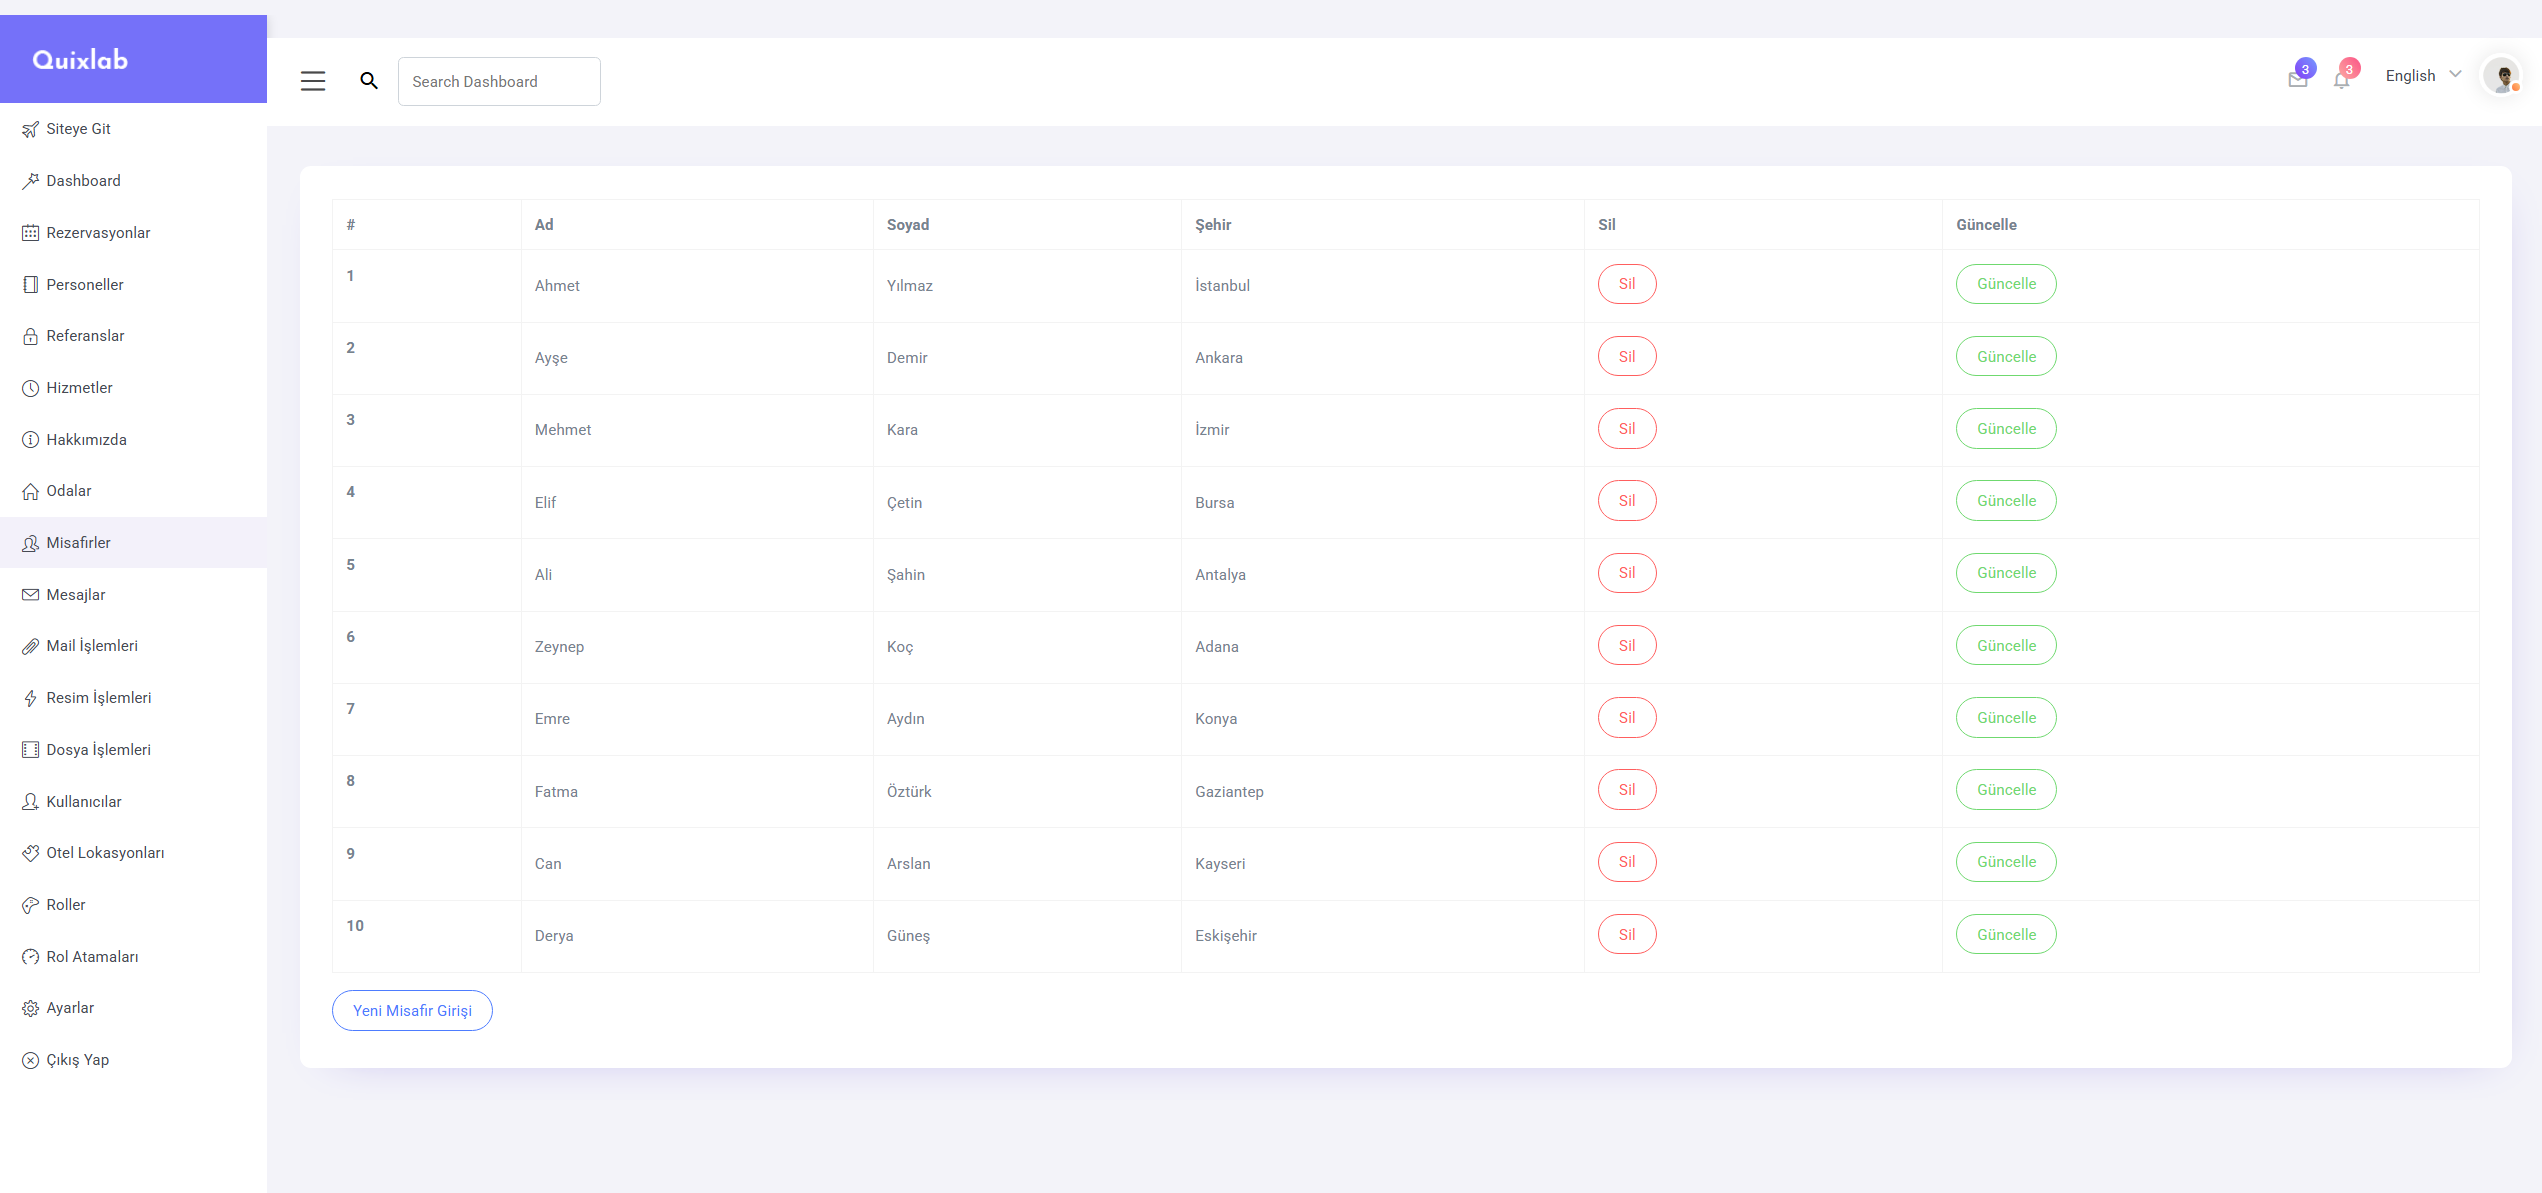 Quixlab
Search Dashboard
3
3
English
Siteye Git
Dashboard
Rezervasyonlar
Personeller
Referanslar
Hizmetler
Hakkımızda
Odalar
Misafirler
Mesajlar
Mail İşlemleri
Resim İşlemleri
Dosya İşlemleri
Kullanıcılar
Otel Lokasyonları
Roller
Rol Atamaları
Ayarlar
Çıkış Yap
# Ad Soyad Şehir Sil Güncelle
1 Ahmet Yılmaz İstanbul Sil Güncelle
2 Ayşe Demir Ankara Sil Güncelle
3 Mehmet Kara İzmir Sil Güncelle
4 Elif Çetin Bursa Sil Güncelle
5 Ali Şahin Antalya Sil Güncelle
6 Zeynep Koç Adana Sil Güncelle
7 Emre Aydın Konya Sil Güncelle
8 Fatma Öztürk Gaziantep Sil Güncelle
9 Can Arslan Kayseri Sil Güncelle
10 Derya Güneş Eskişehir Sil Güncelle
Yeni Misafir Girişi